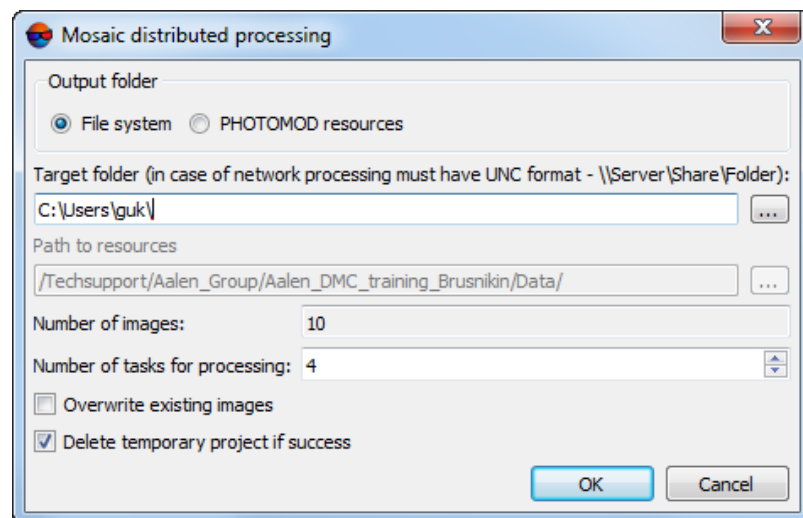 Mosaic distributed processing
Output folder
File system PHOTOMOD resources
Target folder (in case of network processing must have UNC format - \\Server\Share\Folder):
C:\Users\guk\
...
Path to resources
/Techsupport/Aalen_Group/Aalen_DMC_training_Brusnikin/Data/
...
Number of images: 10
Number of tasks for processing: 4
Overwrite existing images
Delete temporary project if success
OK Cancel